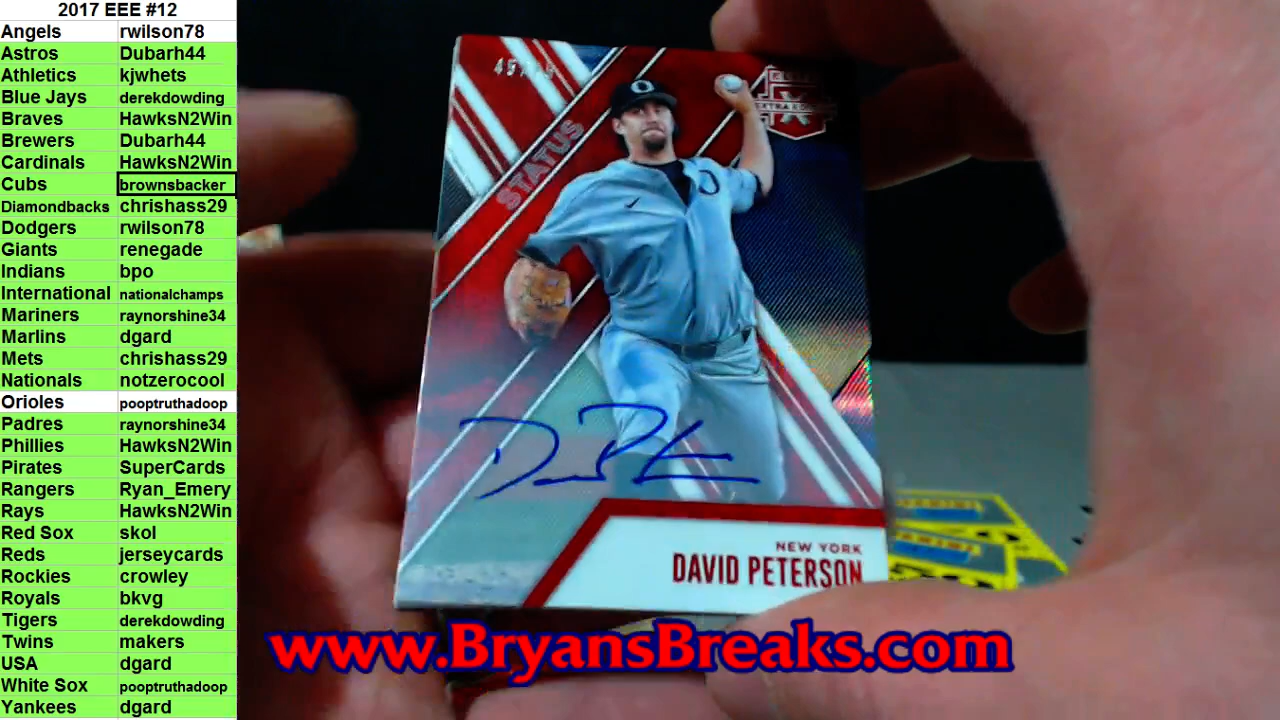 2017 EEE #12
Angels rwilson78
Astros Dubarh44
Athletics kjwhets
Blue Jays derekdowding
Braves HawksN2Win
Brewers Dubarh44
Cardinals HawksN2Win
Cubs brownsbacker
Diamondbacks chrishass29
Dodgers rwilson78
Giants renegade
Indians bpo
International nationalchamps
Mariners raynorshine34
Marlins dgard
Mets chrishass29
Nationals notzerocool
Orioles pooptruthadoop
Padres raynorshine34
Phillies HawksN2Win
Pirates SuperCards
Rangers Ryan_Emery
Rays HawksN2Win
Red Sox skol
Reds jerseycards
Rockies crowley
Royals bkvg
Tigers derekdowding
Twins makers
USA dgard
White Sox pooptruthadoop
Yankees dgard
STATUS
NEW YORK
DAVID PETERSON
www.BryansBreaks.com